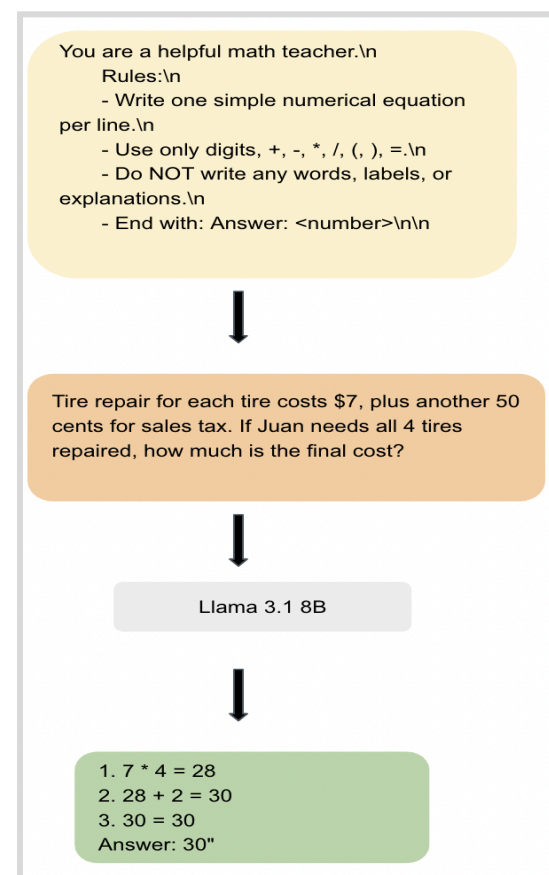 You are a helpful math teacher.\n
Rules:\n
- Write one simple numerical equation
per line.\n
- Use only digits, +, -, *, /, (, ), =.\n
- Do NOT write any words, labels, or
explanations.\n
- End with: Answer: <number>\n\n
Tire repair for each tire costs $7, plus another 50
cents for sales tax. If Juan needs all 4 tires
repaired, how much is the final cost?
Llama 3.1 8B
1. 7 * 4 = 28
2. 28 + 2 = 30
3. 30 = 30
Answer: 30"